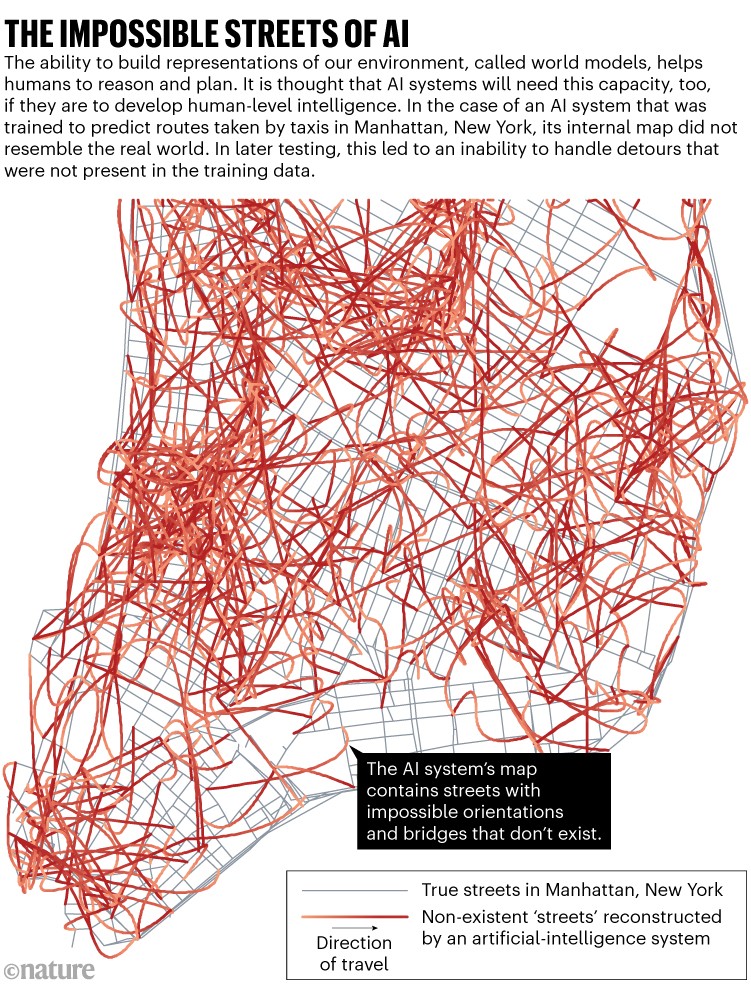 THE IMPOSSIBLE STREETS OF AI
The ability to build representations of our environment, called world models, helps
humans to reason and plan. It is thought that AI systems will need this capacity, too,
if they are to develop human-level intelligence. In the case of an AI system that was
trained to predict routes taken by taxis in Manhattan, New York, its internal map did not
resemble the real world. In later testing, this led to an inability to handle detours that
were not present in the training data.
The AI system’s map
contains streets with
impossible orientations
and bridges that don’t exist.
True streets in Manhattan, New York
Non-existent ‘streets’ reconstructed
by an artificial-intelligence system
Direction
of travel
©nature